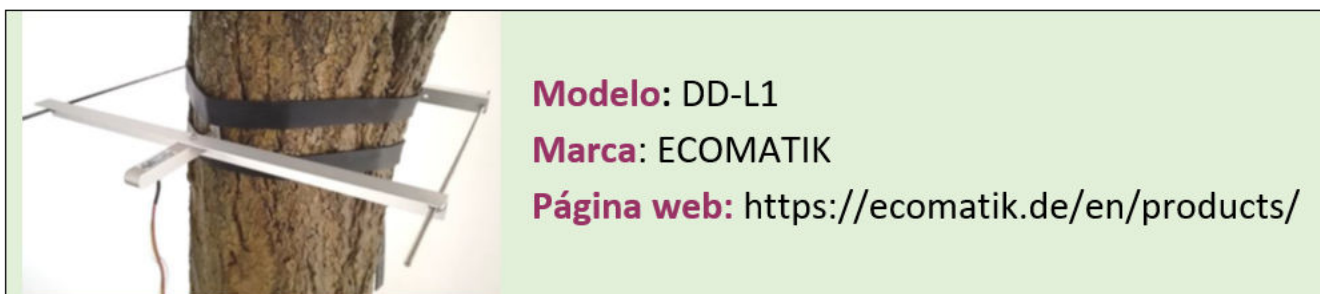 Modelo: DD-L1
Marca: ECOMATIK
Página web: https://ecomatik.de/en/products/